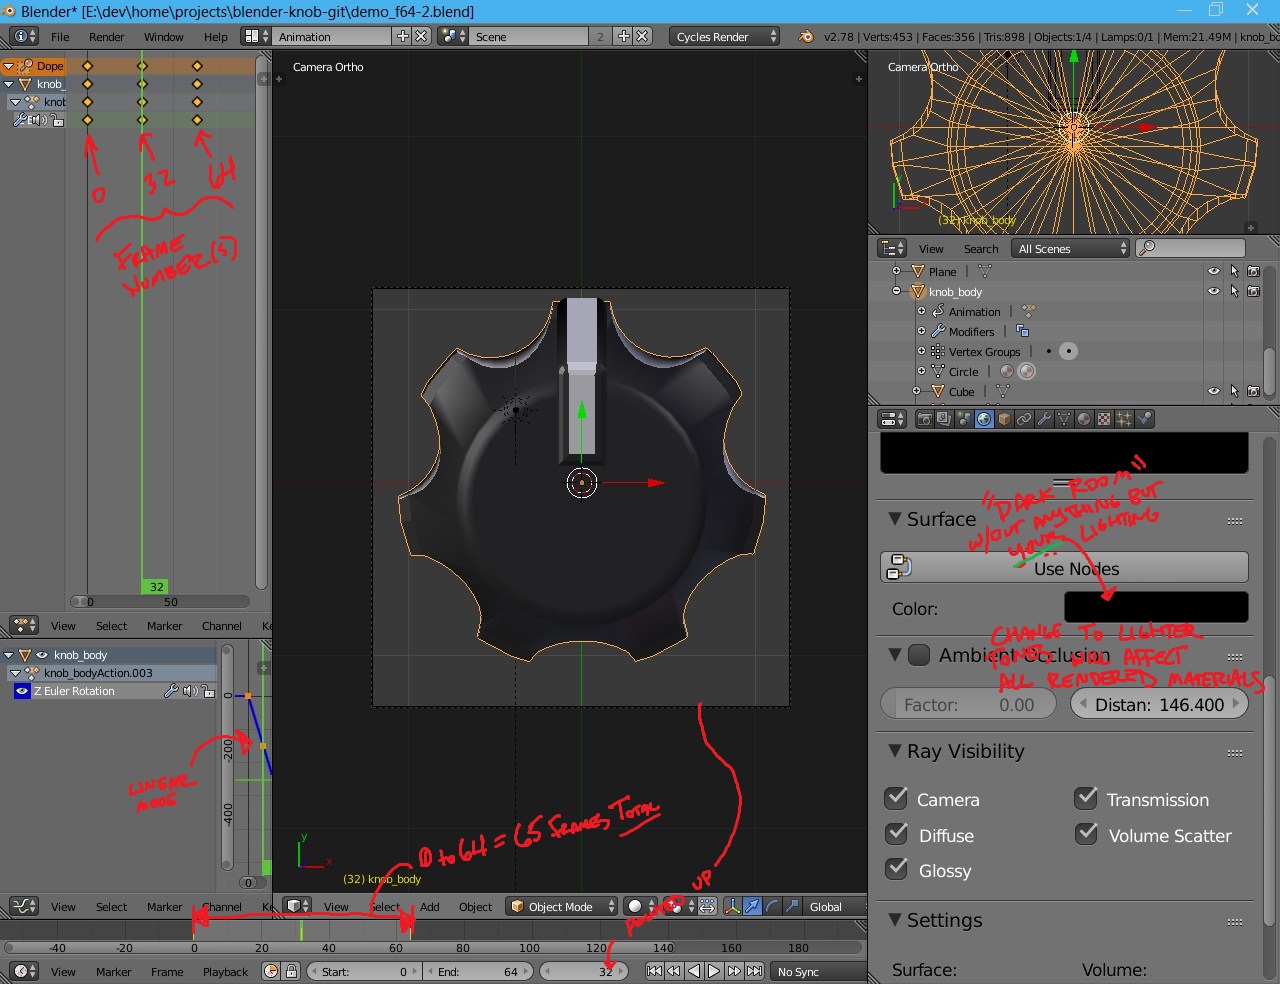 Blender* [E:\dev\home\projects\blender-knob-git\demo_f64-2.blend]
File Render Window Help Animation Scene 2 Cycles Render v2.78 | Verts:453 | Faces:356 | Tris:898 | Objects:1/4 | Lamps:0/1 | Mem:21.49M | knob_bo
Dope
knob_
knob
0 32 64
FRAME
NUMBER(S)
32
0 50
View Select Marker Channel Ke
knob_body
knob_bodyAction.003
Z Euler Rotation
0
-200
-400
0
LINEAR
MODE
View Select Marker Channel Ke
Camera Ortho
y
x
(32) knob_body
0 to 64 = 65 FRAMES TOTAL
POINTED UP
View Select Add Object Object Mode Global
-40 -20 0 20 40 60 80 100 120 140 160 180
View Marker Frame Playback Start: 0 End: 64 32 No Sync
Camera Ortho
(32) knob_body
View Search All Scenes
Plane
knob_body
Animation
Modifiers
Vertex Groups
Circle
Cube
"DARK ROOM"
W/OUT ANYTHING BUT
YOUR LIGHTING
Surface
Use Nodes
Color:
CHANGE TO LIGHTER
TONES WILL AFFECT
ALL RENDERED MATERIALS
Ambient Occlusion
Factor: 0.00 Distan: 146.400
Ray Visibility
Camera Transmission
Diffuse Volume Scatter
Glossy
Settings
Surface: Volume: